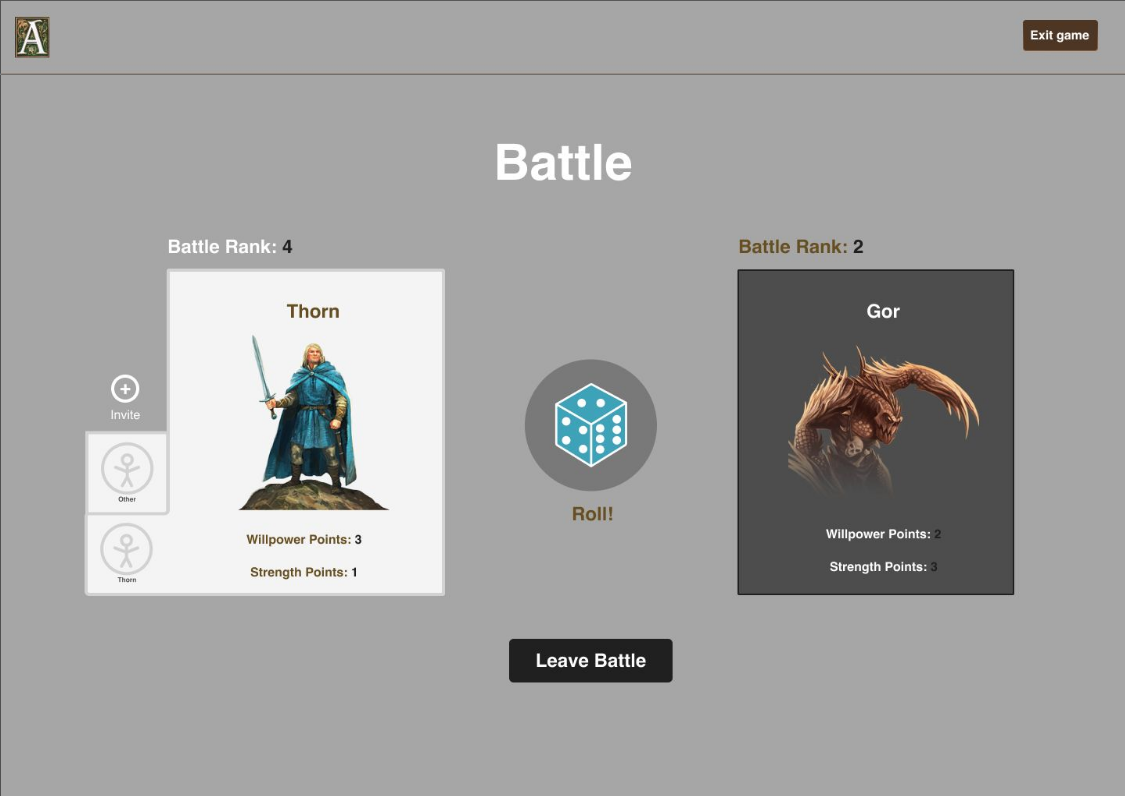 A
Exit game
Battle
Battle Rank: 4
Battle Rank: 2
Thorn
Gor
Invite
Other
Roll!
Willpower Points: 3
Willpower Points: 2
Strength Points: 1
Strength Points: 3
Thorn
Leave Battle